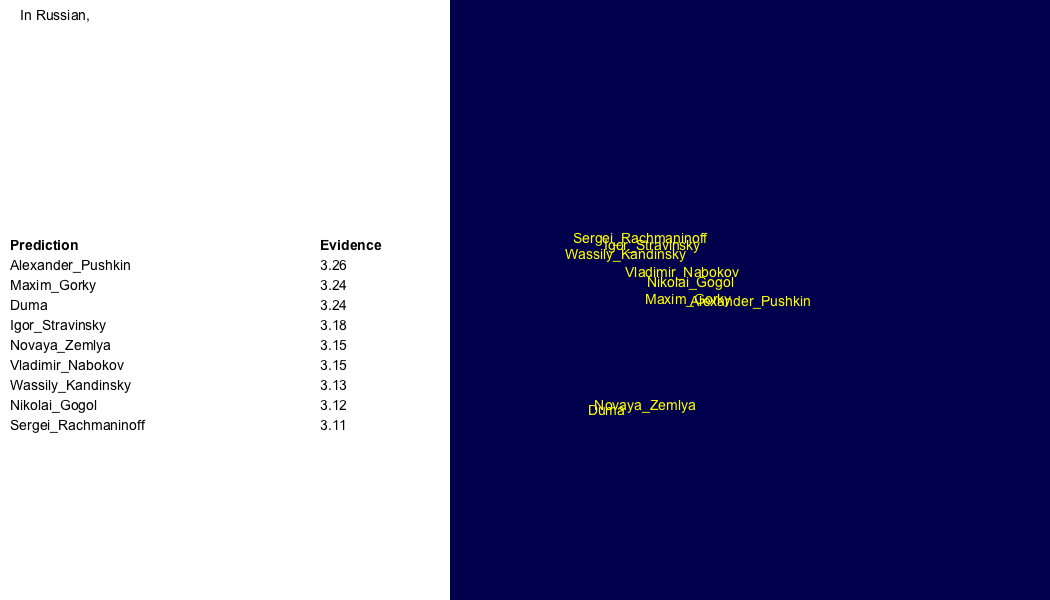 In Russian,
Prediction Evidence
Alexander_Pushkin 3.26
Maxim_Gorky 3.24
Duma 3.24
Igor_Stravinsky 3.18
Novaya_Zemlya 3.15
Vladimir_Nabokov 3.15
Wassily_Kandinsky 3.13
Nikolai_Gogol 3.12
Sergei_Rachmaninoff 3.11
Sergei_Rachmaninoff
Igor_Stravinsky
Wassily_Kandinsky
Vladimir_Nabokov
Nikolai_Gogol
Maxim_Gorky
Alexander_Pushkin
Novaya_Zemlya
Duma